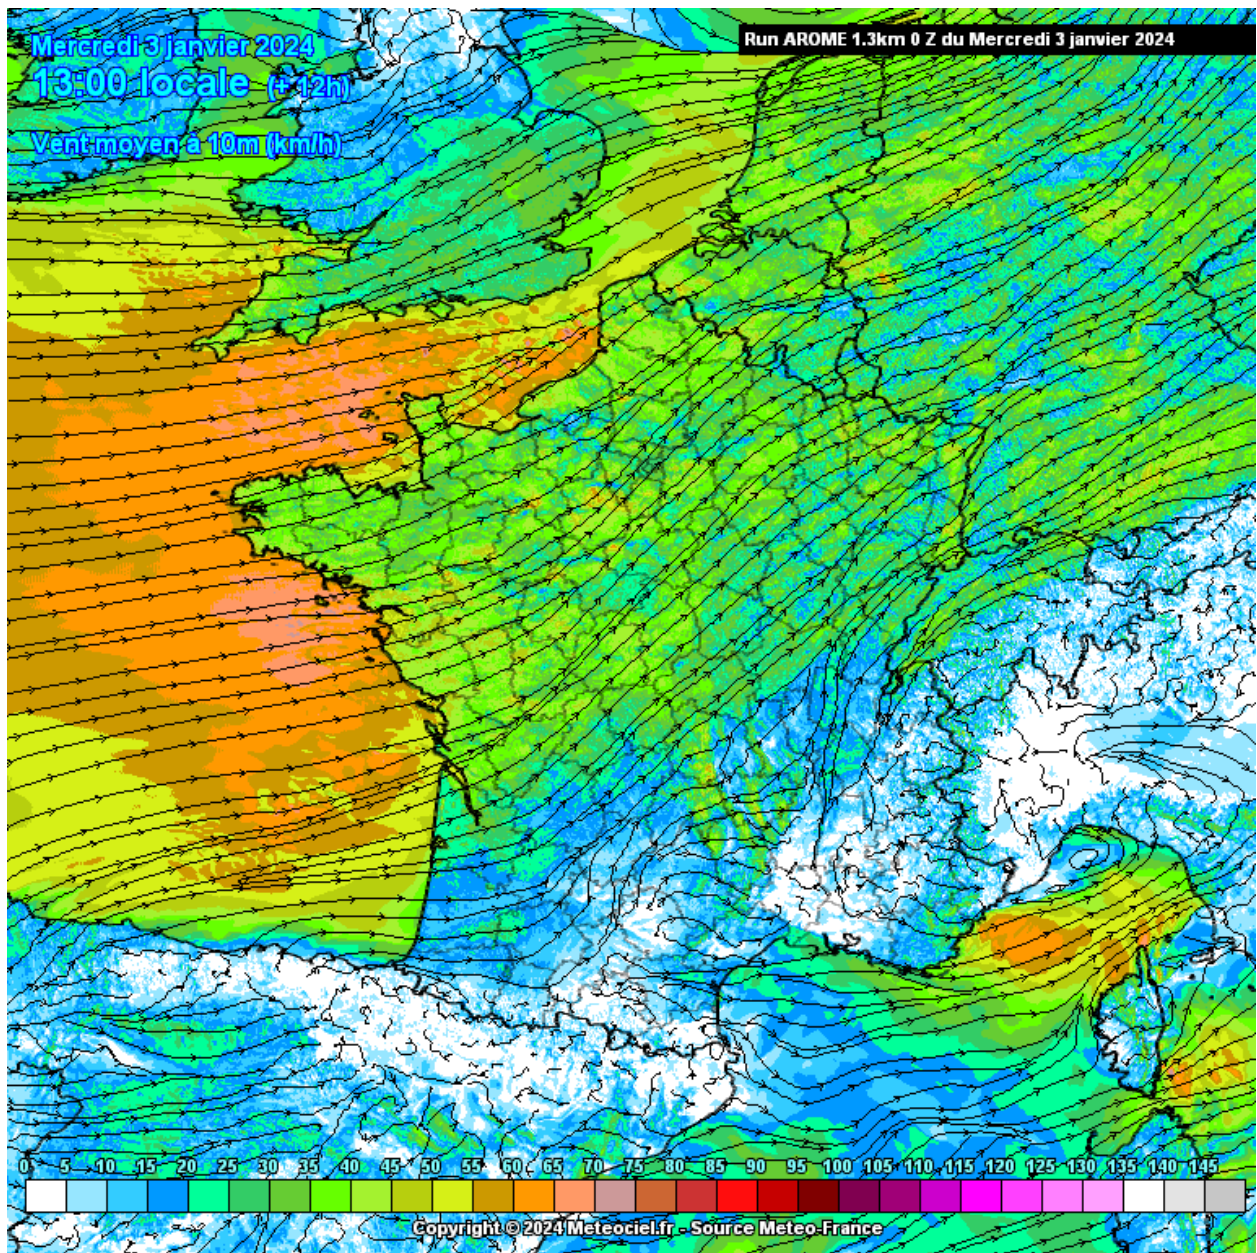 Mercredi 3 janvier 2024
Run AROME 1.3km 0 Z du Mercredi 3 janvier 2024
13:00 locale (+ 12h)
Vent moyen à 10m (km/h)
0 5 10 15 20 25 30 35 40 45 50 55 60 65 70 75 80 85 90 95 100 105 110 115 120 125 130 135 140 145
Copyright © 2024 Meteociel.fr - Source Meteo-France